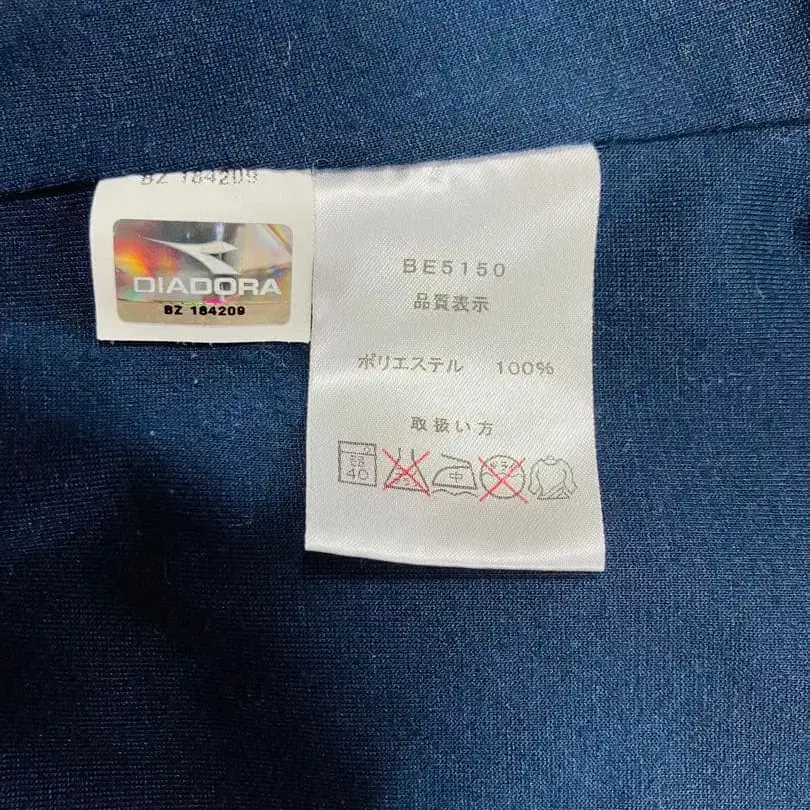 BZ 184209
DIADORA
BZ 184209
BE5150
品質表示
ポリエステル 100%
取扱い方
40
中